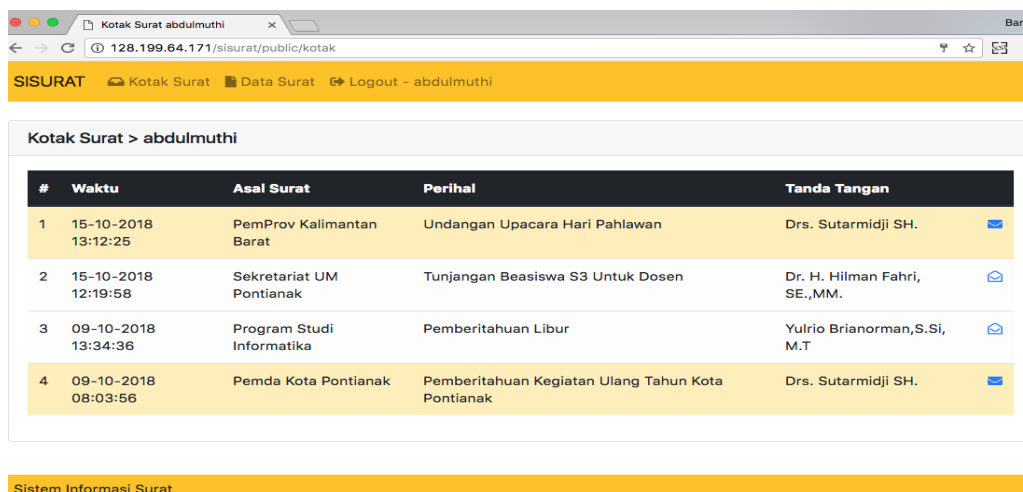 Kotak Surat abdulmuthi
Bar
128.199.64.171/sisurat/public/kotak
SISURAT Kotak Surat Data Surat Logout - abdulmuthi
Kotak Surat > abdulmuthi
# Waktu Asal Surat Perihal Tanda Tangan
1 15-10-2018 PemProv Kalimantan Undangan Upacara Hari Pahlawan Drs. Sutarmidji SH.
13:12:25 Barat
2 15-10-2018 Sekretariat UM Tunjangan Beasiswa S3 Untuk Dosen Dr. H. Hilman Fahri,
12:19:58 Pontianak SE.,MM.
3 09-10-2018 Program Studi Pemberitahuan Libur Yulrio Brianorman,S.Si,
13:34:36 Informatika M.T
4 09-10-2018 Pemda Kota Pontianak Pemberitahuan Kegiatan Ulang Tahun Kota Drs. Sutarmidji SH.
08:03:56 Pontianak
Sistem Informasi Surat